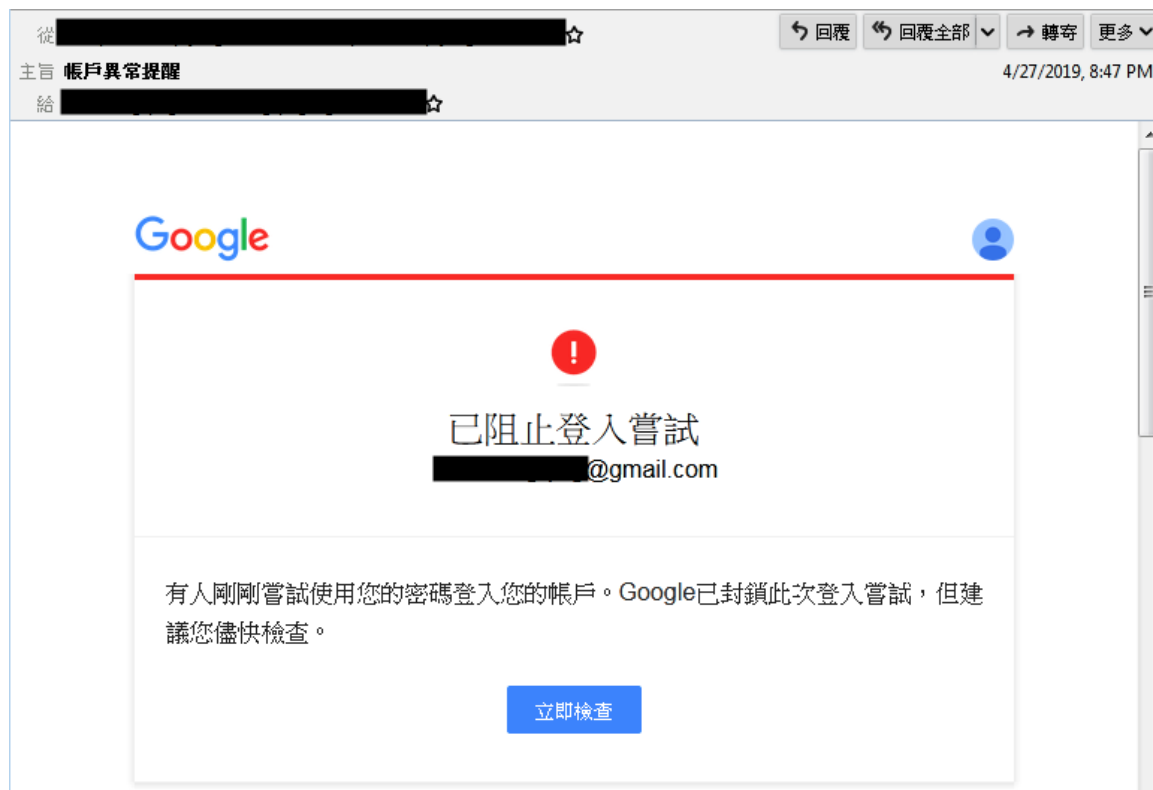 從 回覆 回覆全部 轉寄 更多
主旨 帳戶異常提醒 4/27/2019, 8:47 PM
給
Google
!
已阻止登入嘗試
@gmail.com
有人剛剛嘗試使用您的密碼登入您的帳戶。Google已封鎖此次登入嘗試，但建
議您儘快檢查。
立即檢查